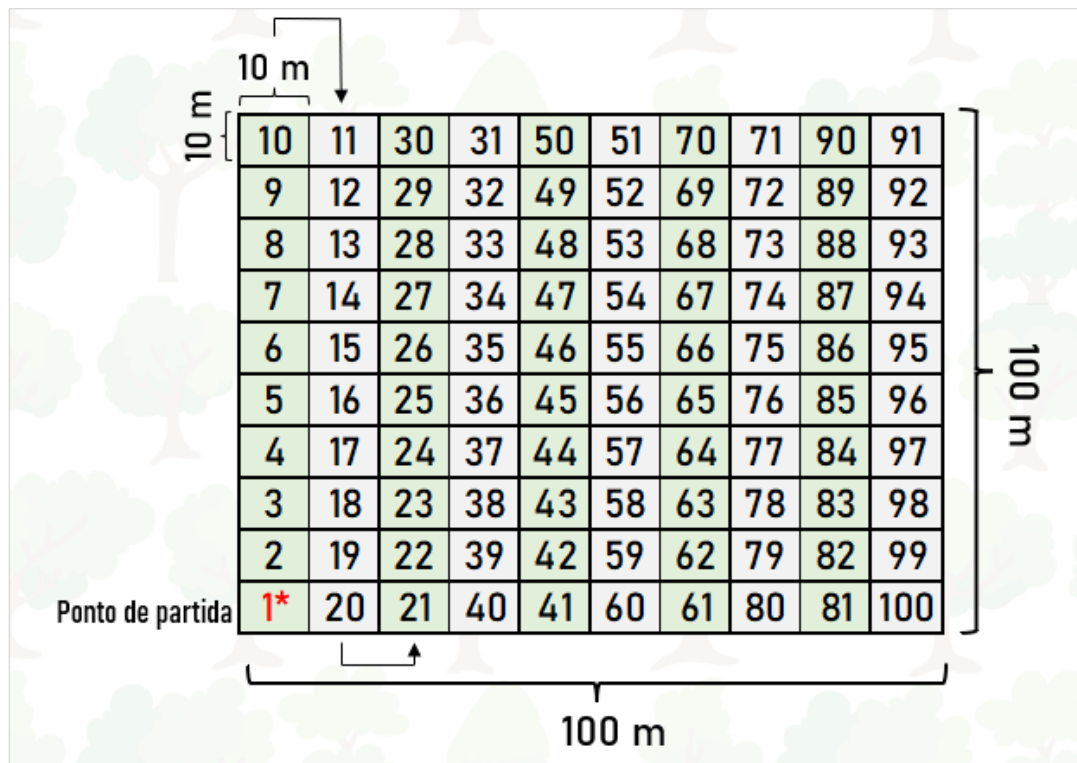 10 m
10 m
10 11 30 31 50 51 70 71 90 91
9 12 29 32 49 52 69 72 89 92
8 13 28 33 48 53 68 73 88 93
7 14 27 34 47 54 67 74 87 94
6 15 26 35 46 55 66 75 86 95
5 16 25 36 45 56 65 76 85 96
4 17 24 37 44 57 64 77 84 97
3 18 23 38 43 58 63 78 83 98
2 19 22 39 42 59 62 79 82 99
Ponto de partida 1* 20 21 40 41 60 61 80 81 100
100 m
100 m